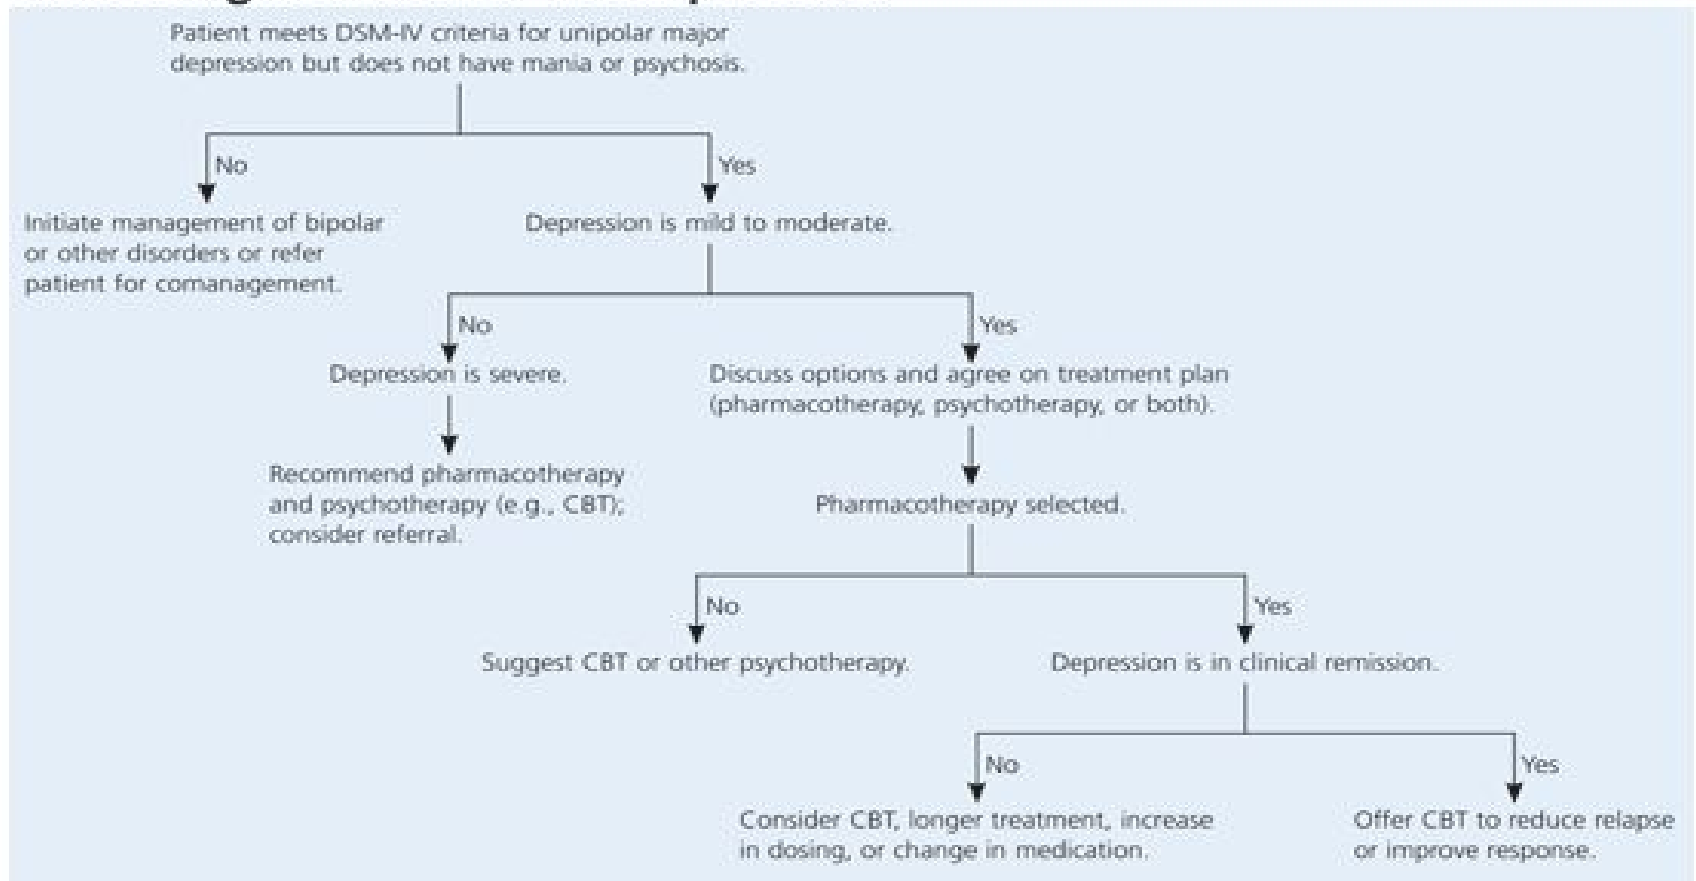 Patient meets DSM-IV criteria for unipolar major
depression but does not have mania or psychosis.
No
Yes
Initiate management of bipolar
or other disorders or refer
patient for comanagement.
Depression is mild to moderate.
No
Yes
Depression is severe.
Discuss options and agree on treatment plan
(pharmacotherapy, psychotherapy, or both).
Recommend pharmacotherapy
and psychotherapy (e.g., CBT);
consider referral.
Pharmacotherapy selected.
No
Yes
Suggest CBT or other psychotherapy.
Depression is in clinical remission.
No
Yes
Consider CBT, longer treatment, increase
in dosing, or change in medication.
Offer CBT to reduce relapse
or improve response.